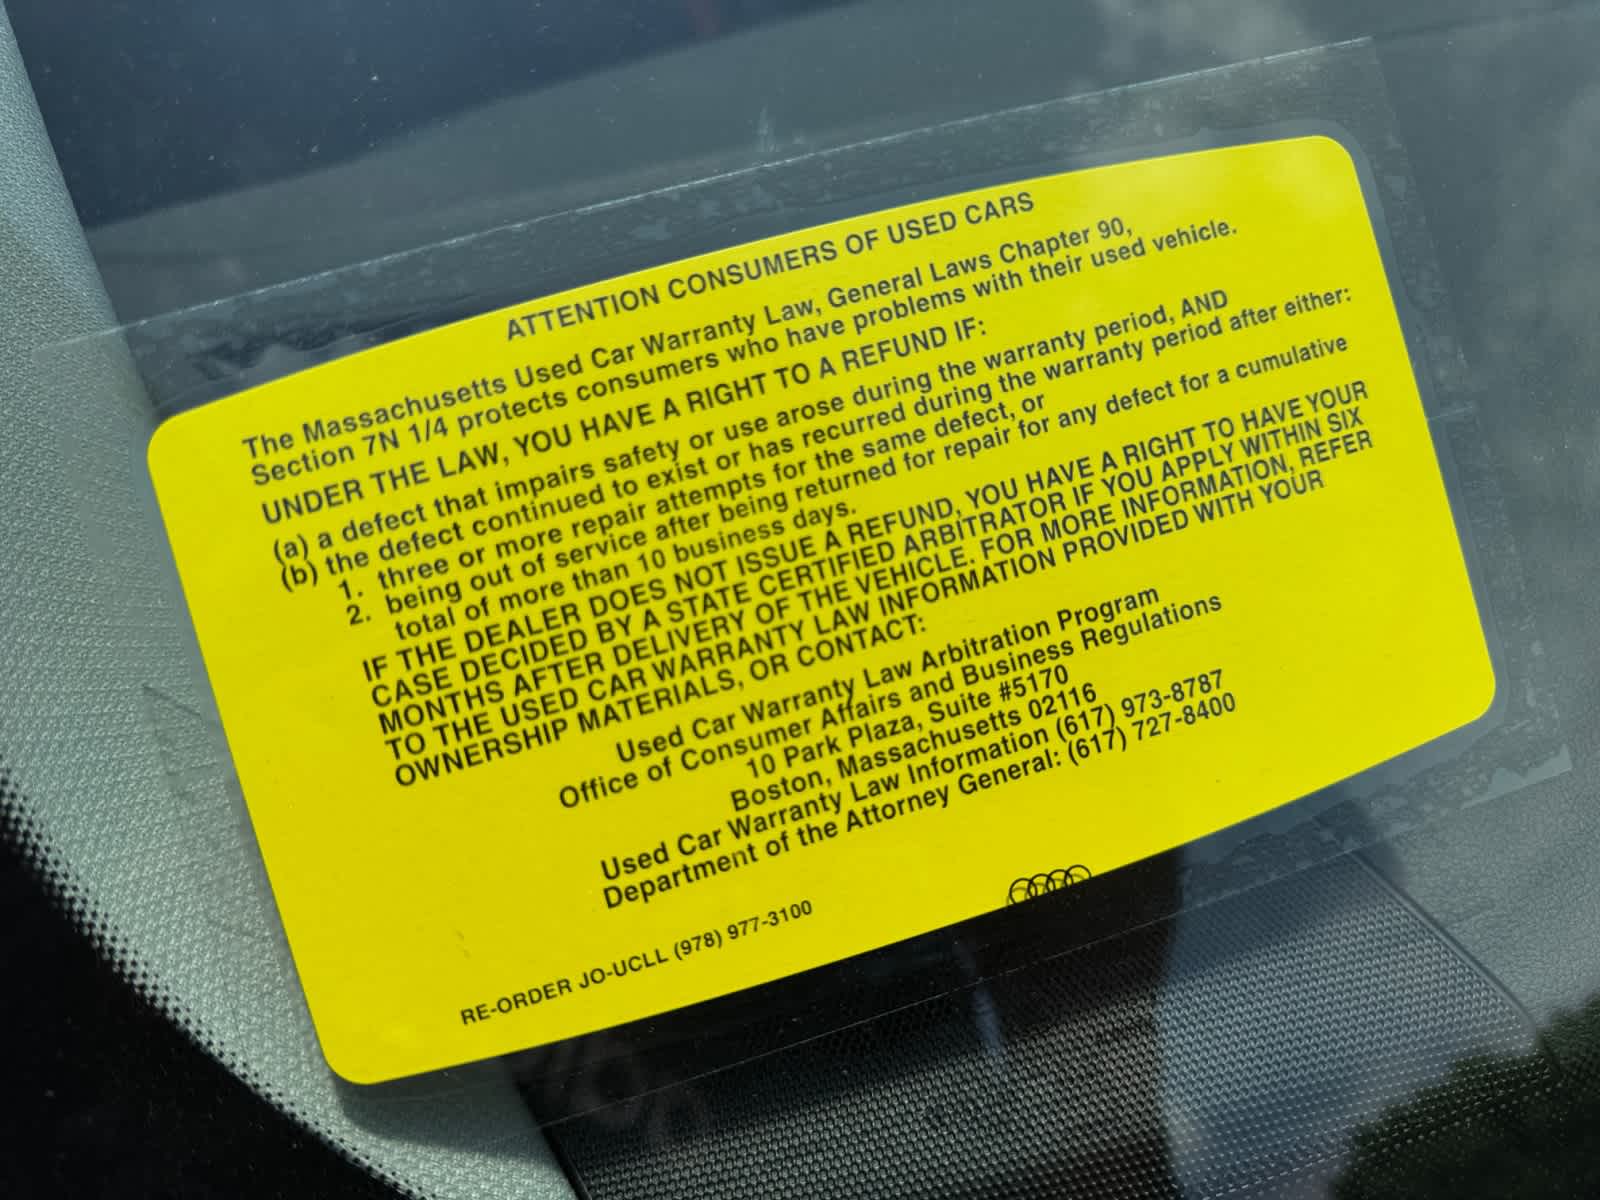 ATTENTION CONSUMERS OF USED CARS
The Massachusetts Used Car Warranty Law, General Laws Chapter 90,
Section 7N 1/4 protects consumers who have problems with their used vehicle.
UNDER THE LAW, YOU HAVE A RIGHT TO A REFUND IF:
(a) a defect that impairs safety or use arose during the warranty period, AND
(b) the defect continued to exist or has recurred during the warranty period after either:
1. three or more repair attempts for the same defect, or
2. being out of service after being returned for repair for any defect for a cumulative
total of more than 10 business days.
IF THE DEALER DOES NOT ISSUE A REFUND, YOU HAVE A RIGHT TO HAVE YOUR
CASE DECIDED BY A STATE CERTIFIED ARBITRATOR IF YOU APPLY WITHIN SIX
MONTHS AFTER DELIVERY OF THE VEHICLE. FOR MORE INFORMATION, REFER
TO THE USED CAR WARRANTY LAW INFORMATION PROVIDED WITH YOUR
OWNERSHIP MATERIALS, OR CONTACT:
Used Car Warranty Law Arbitration Program
Office of Consumer Affairs and Business Regulations
10 Park Plaza, Suite #5170
Boston, Massachusetts 02116
Used Car Warranty Law Information (617) 973-8787
Department of the Attorney General: (617) 727-8400
RE-ORDER JO-UCLL (978) 977-3100